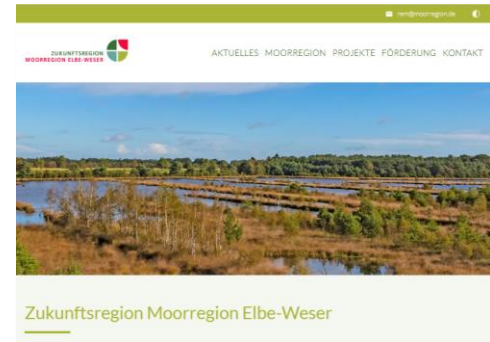 rem@moorregion.de
ZUKUNFTSREGION
MOORREGION ELBE-WESER
AKTUELLES MOORREGION PROJEKTE FÖRDERUNG KONTAKT
Zukunftsregion Moorregion Elbe-Weser